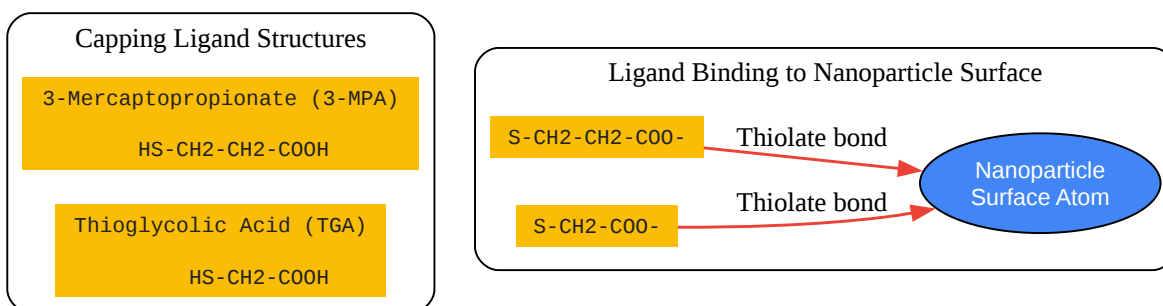 Capping Ligand Structures
3-Mercaptopropionate (3-MPA)
HS-CH2-CH2-COOH
Thioglycolic Acid (TGA)
HS-CH2-COOH
Ligand Binding to Nanoparticle Surface
S-CH2-CH2-COO-
Thiolate bond
S-CH2-COO-
Thiolate bond
Nanoparticle
Surface Atom